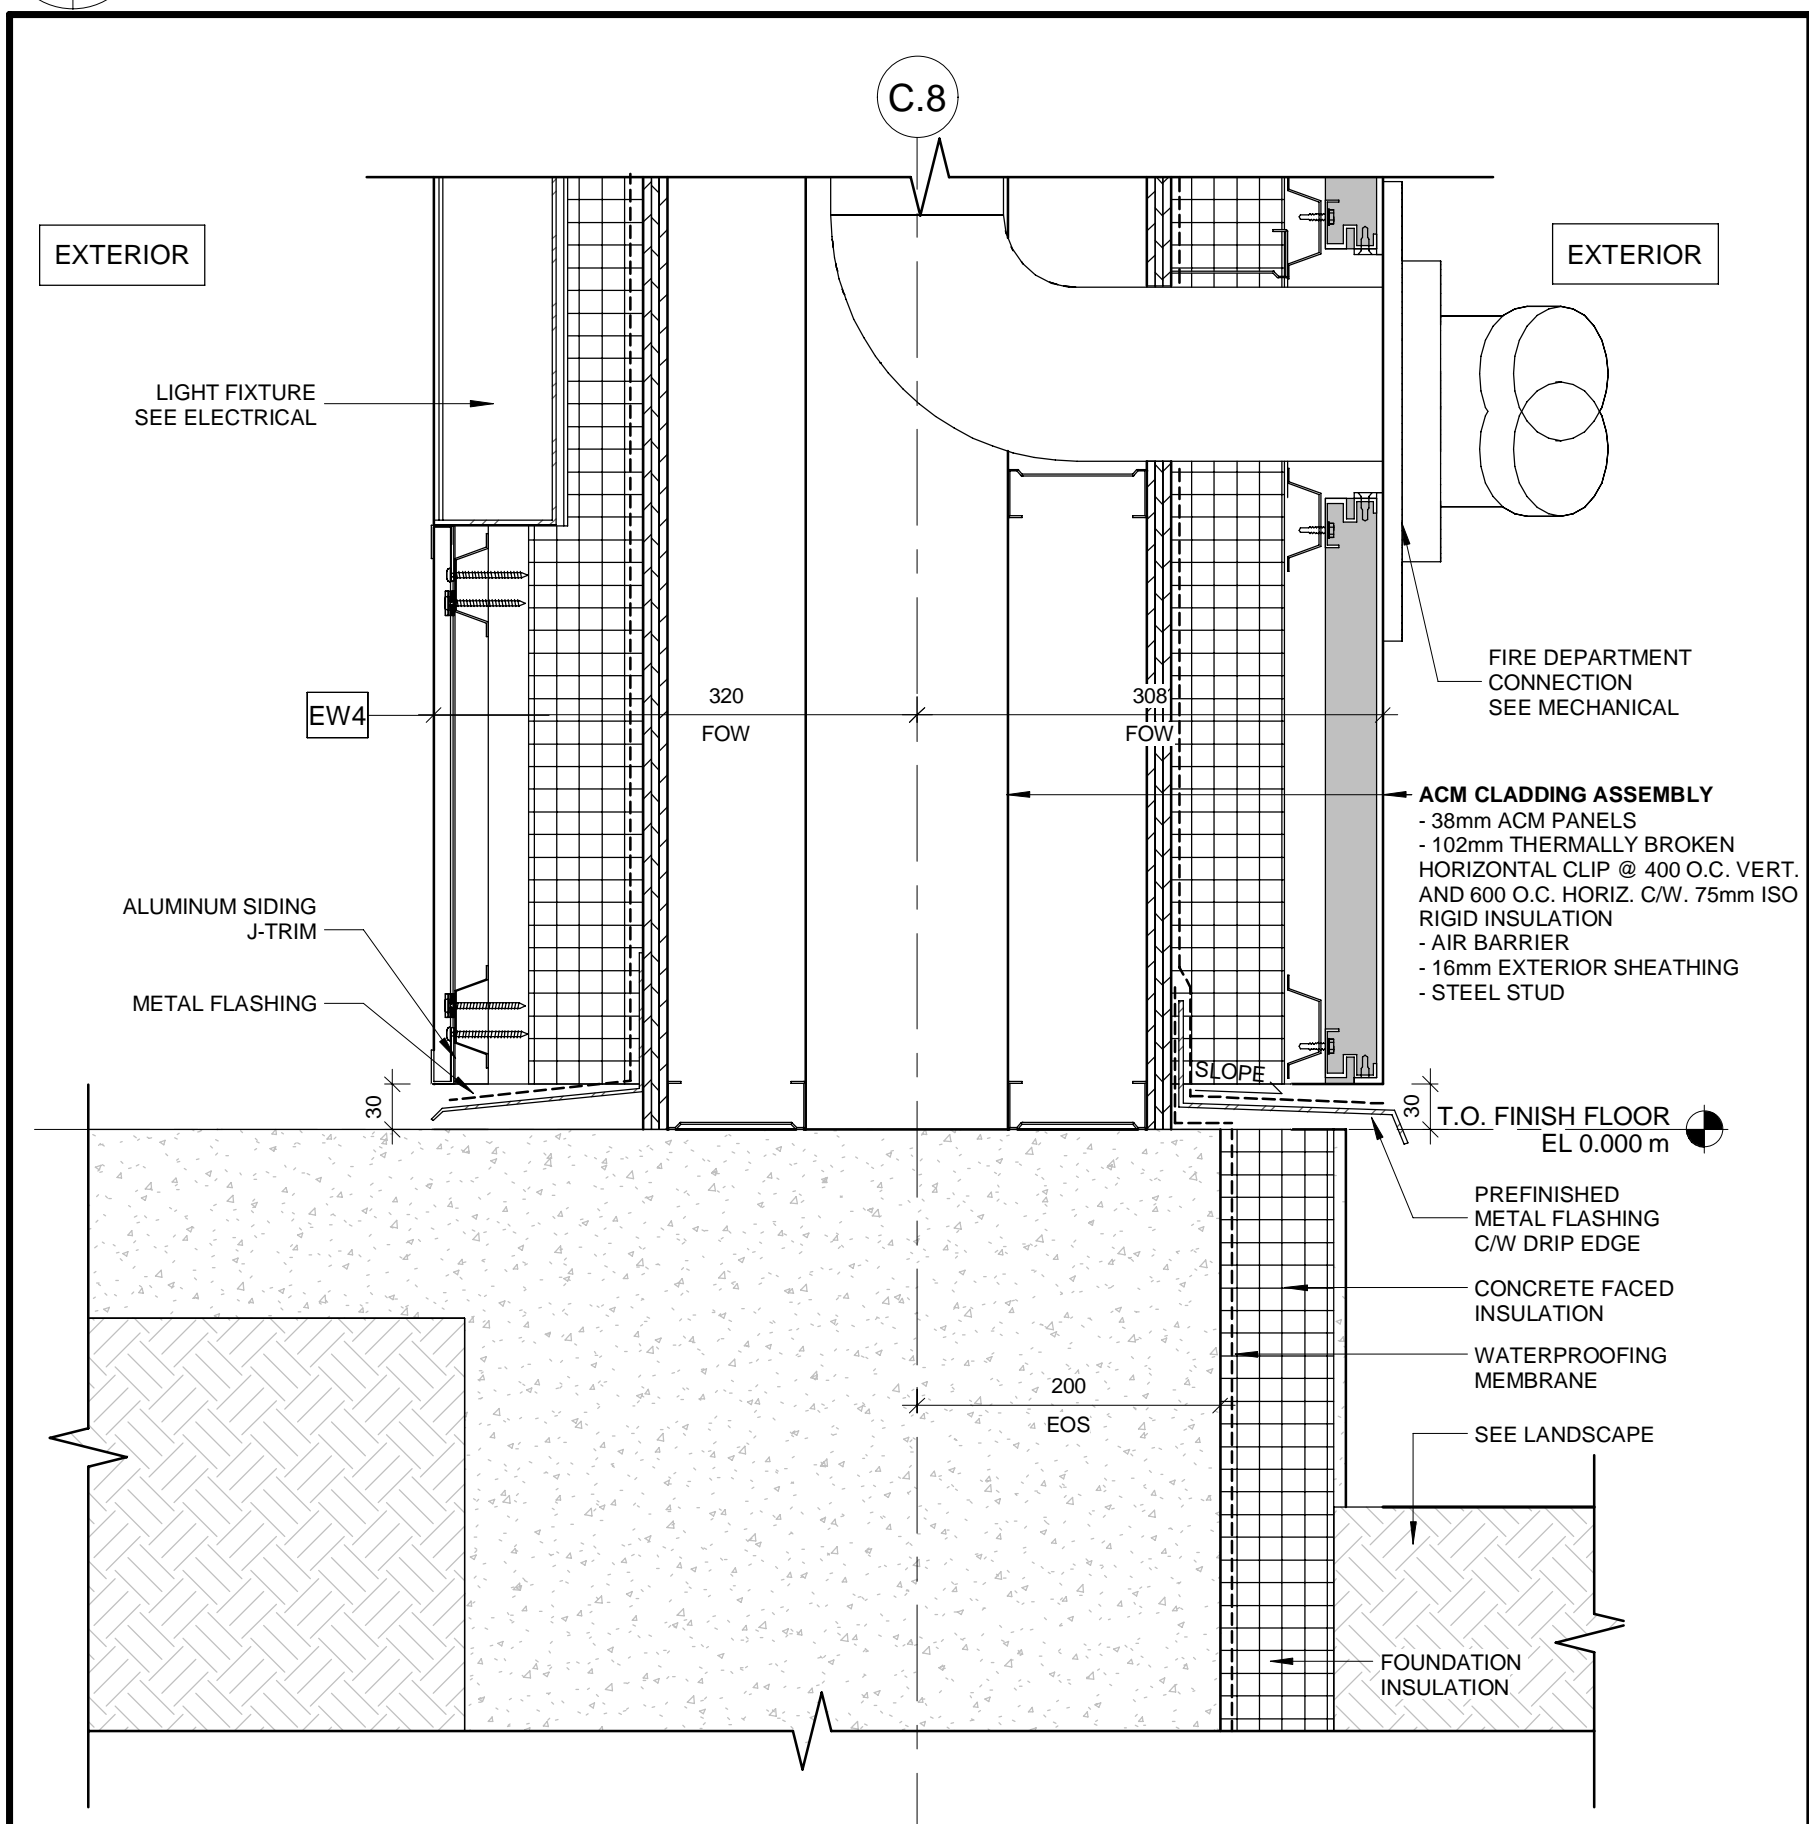 C.8
EXTERIOR
EXTERIOR
LIGHT FIXTURE
SEE ELECTRICAL
FIRE DEPARTMENT
CONNECTION
SEE MECHANICAL
EW4
320
FOW
308
FOW
ACM CLADDING ASSEMBLY
- 38mm ACM PANELS
- 102mm THERMALLY BROKEN
HORIZONTAL CLIP @ 400 O.C. VERT.
AND 600 O.C. HORIZ. C/W. 75mm ISO
RIGID INSULATION
- AIR BARRIER
- 16mm EXTERIOR SHEATHING
- STEEL STUD
ALUMINUM SIDING
J-TRIM
METAL FLASHING
SLOPE
30
30
T.O. FINISH FLOOR
EL 0.000 m
PREFINISHED
METAL FLASHING
C/W DRIP EDGE
CONCRETE FACED
INSULATION
WATERPROOFING
MEMBRANE
200
EOS
SEE LANDSCAPE
FOUNDATION
INSULATION